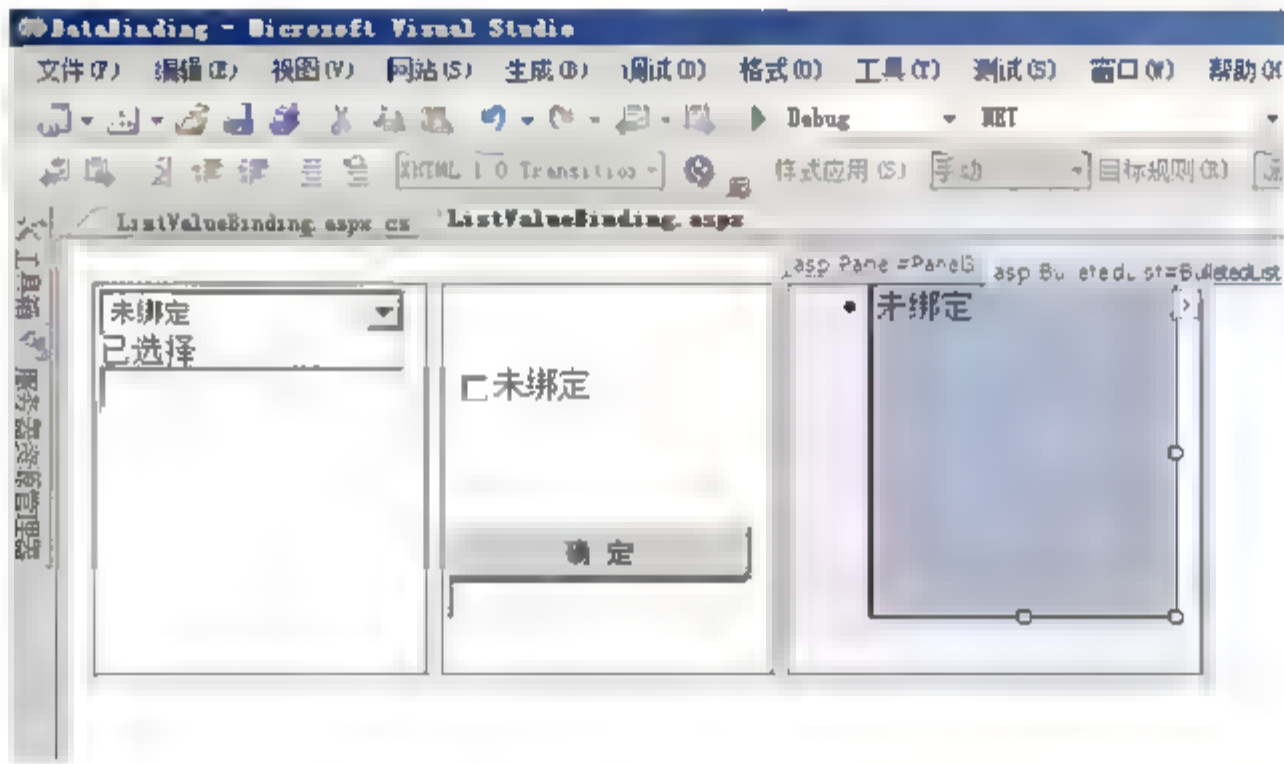 DataBinding - Microsoft Visual Studio
文件(F) 编辑(E) 视图(V) 网站(S) 生成(B) 调试(D) 格式(O) 工具(T) 测试(S) 窗口(W) 帮助(H
Debug .NET
XHTML 1.0 Transition 样式应用(S) 手动 目标规则(R)
ListValueBinding.aspx.cs ListValueBinding.aspx
工具箱
服务器资源管理器
asp:Panel#Panel3 asp:BulletedList#BulletedList
未绑定
已选择
未绑定
确 定
未绑定